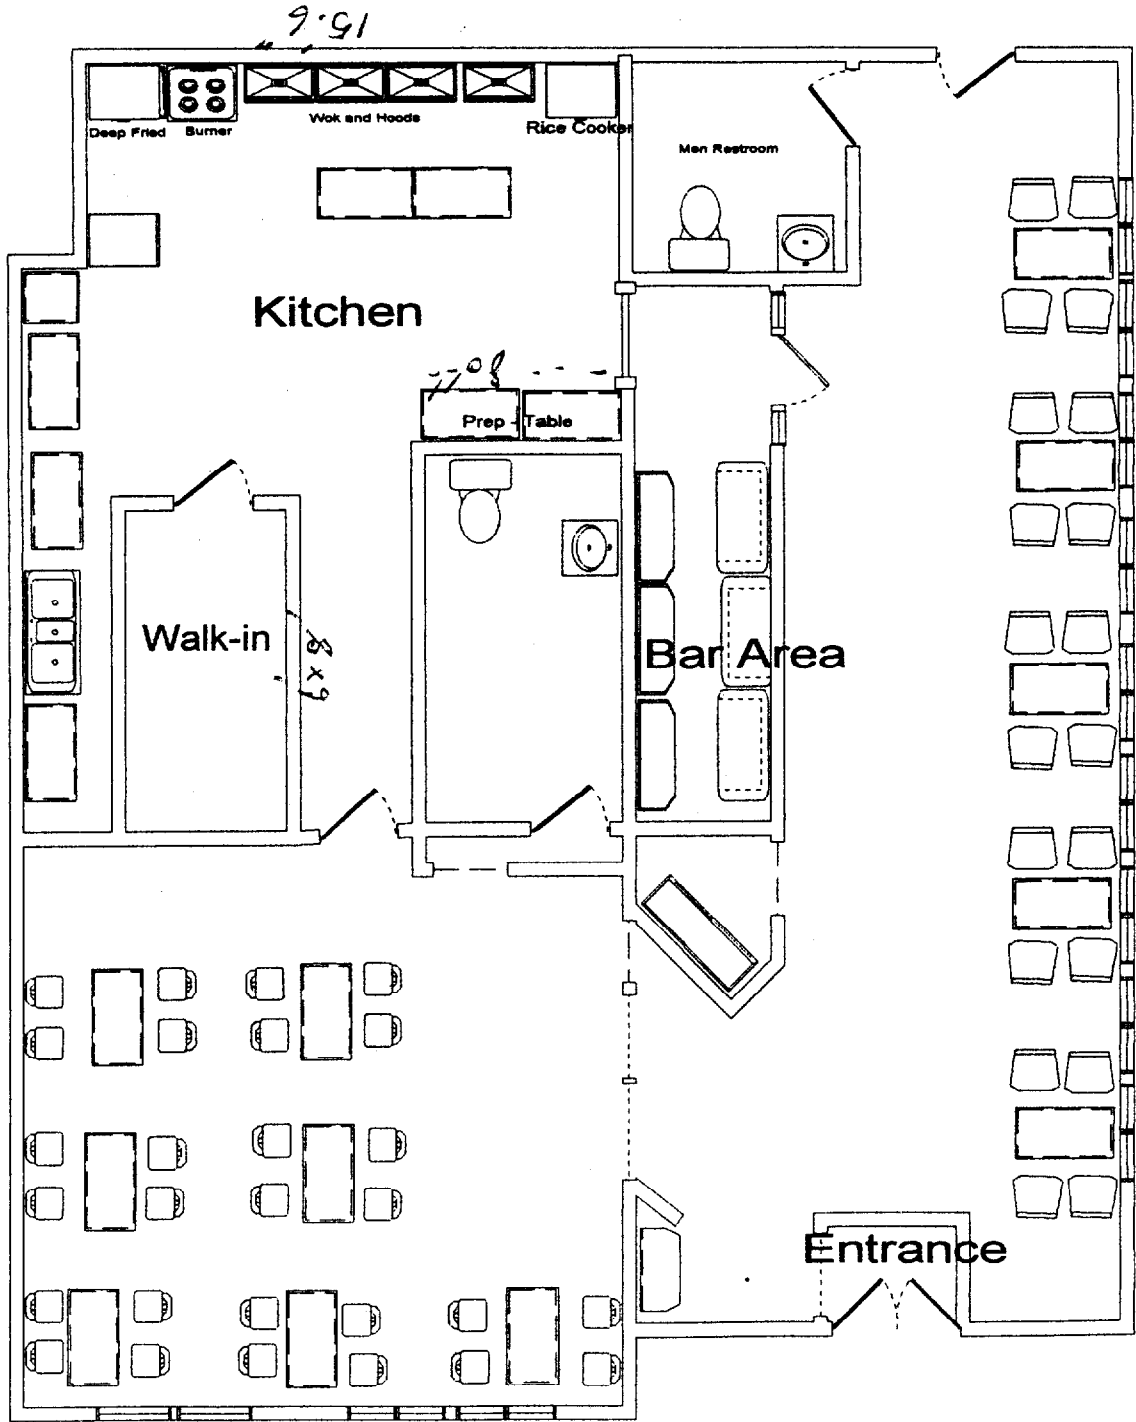 15.6"
Deep Fried
Burner
Wok and Hoods
Rice Cooker
Men Restroom
Kitchen
Prep - Table
Walk-in
8x9
Bar Area
Entrance